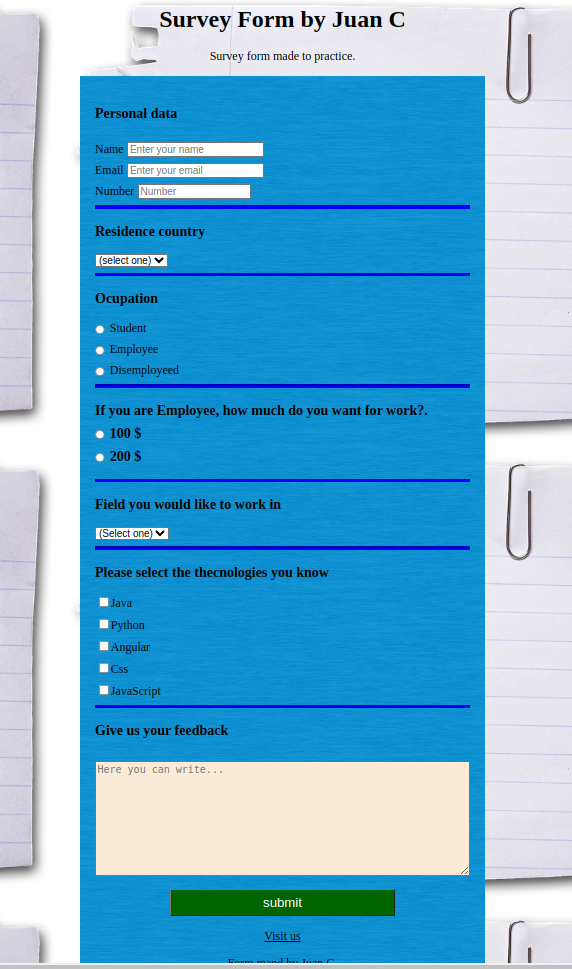 Survey Form by Juan C
Survey form made to practice.
Personal data
Name Enter your name
Email Enter your email
Number Number
Residence country
(select one)
Ocupation
Student
Employee
Disemployeed
If you are Employee, how much do you want for work?.
100 $
200 $
Field you would like to work in
(Select one)
Please select the thecnologies you know
Java
Python
Angular
Css
JavaScript
Give us your feedback
Here you can write...
submit
Visit us
Form mand by Juan C